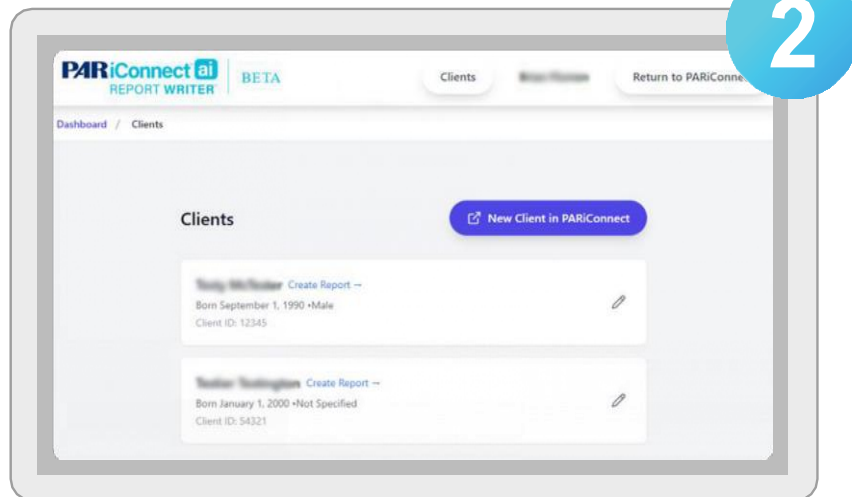 2
PARiConnect ai
REPORT WRITER
BETA
Clients
Return to PARiConne
Dashboard / Clients
Clients
New Client in PARiConnect
Create Report →
Born September 1, 1990 •Male
Client ID: 12345
Create Report →
Born January 1, 2000 •Not Specified
Client ID: 54321